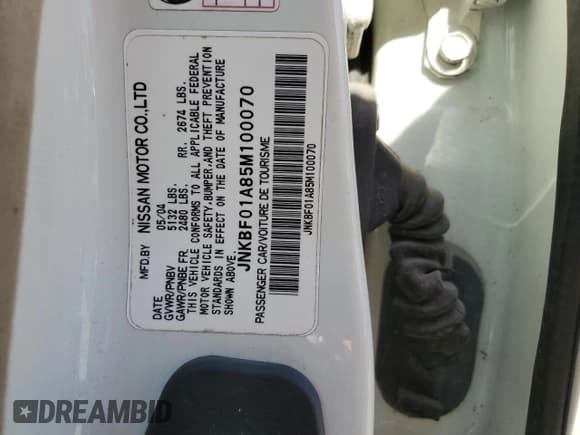 MFD.BY NISSAN MOTOR CO.,LTD
DATE 05/04
GVWR/PNBV 5132 LBS.
GAWR/PNBE FR. 2480 LBS. RR. 2674 LBS.
THIS VEHICLE CONFORMS TO ALL APPLICABLE FEDERAL
MOTOR VEHICLE SAFETY,BUMPER,AND THEFT PREVENTION
STANDARDS IN EFFECT ON THE DATE OF MANUFACTURE
SHOWN ABOVE.
JNKBF01A85M100070
PASSENGER CAR/VOITURE DE TOURISME
JNKBF01A85M100070
DREAMBID